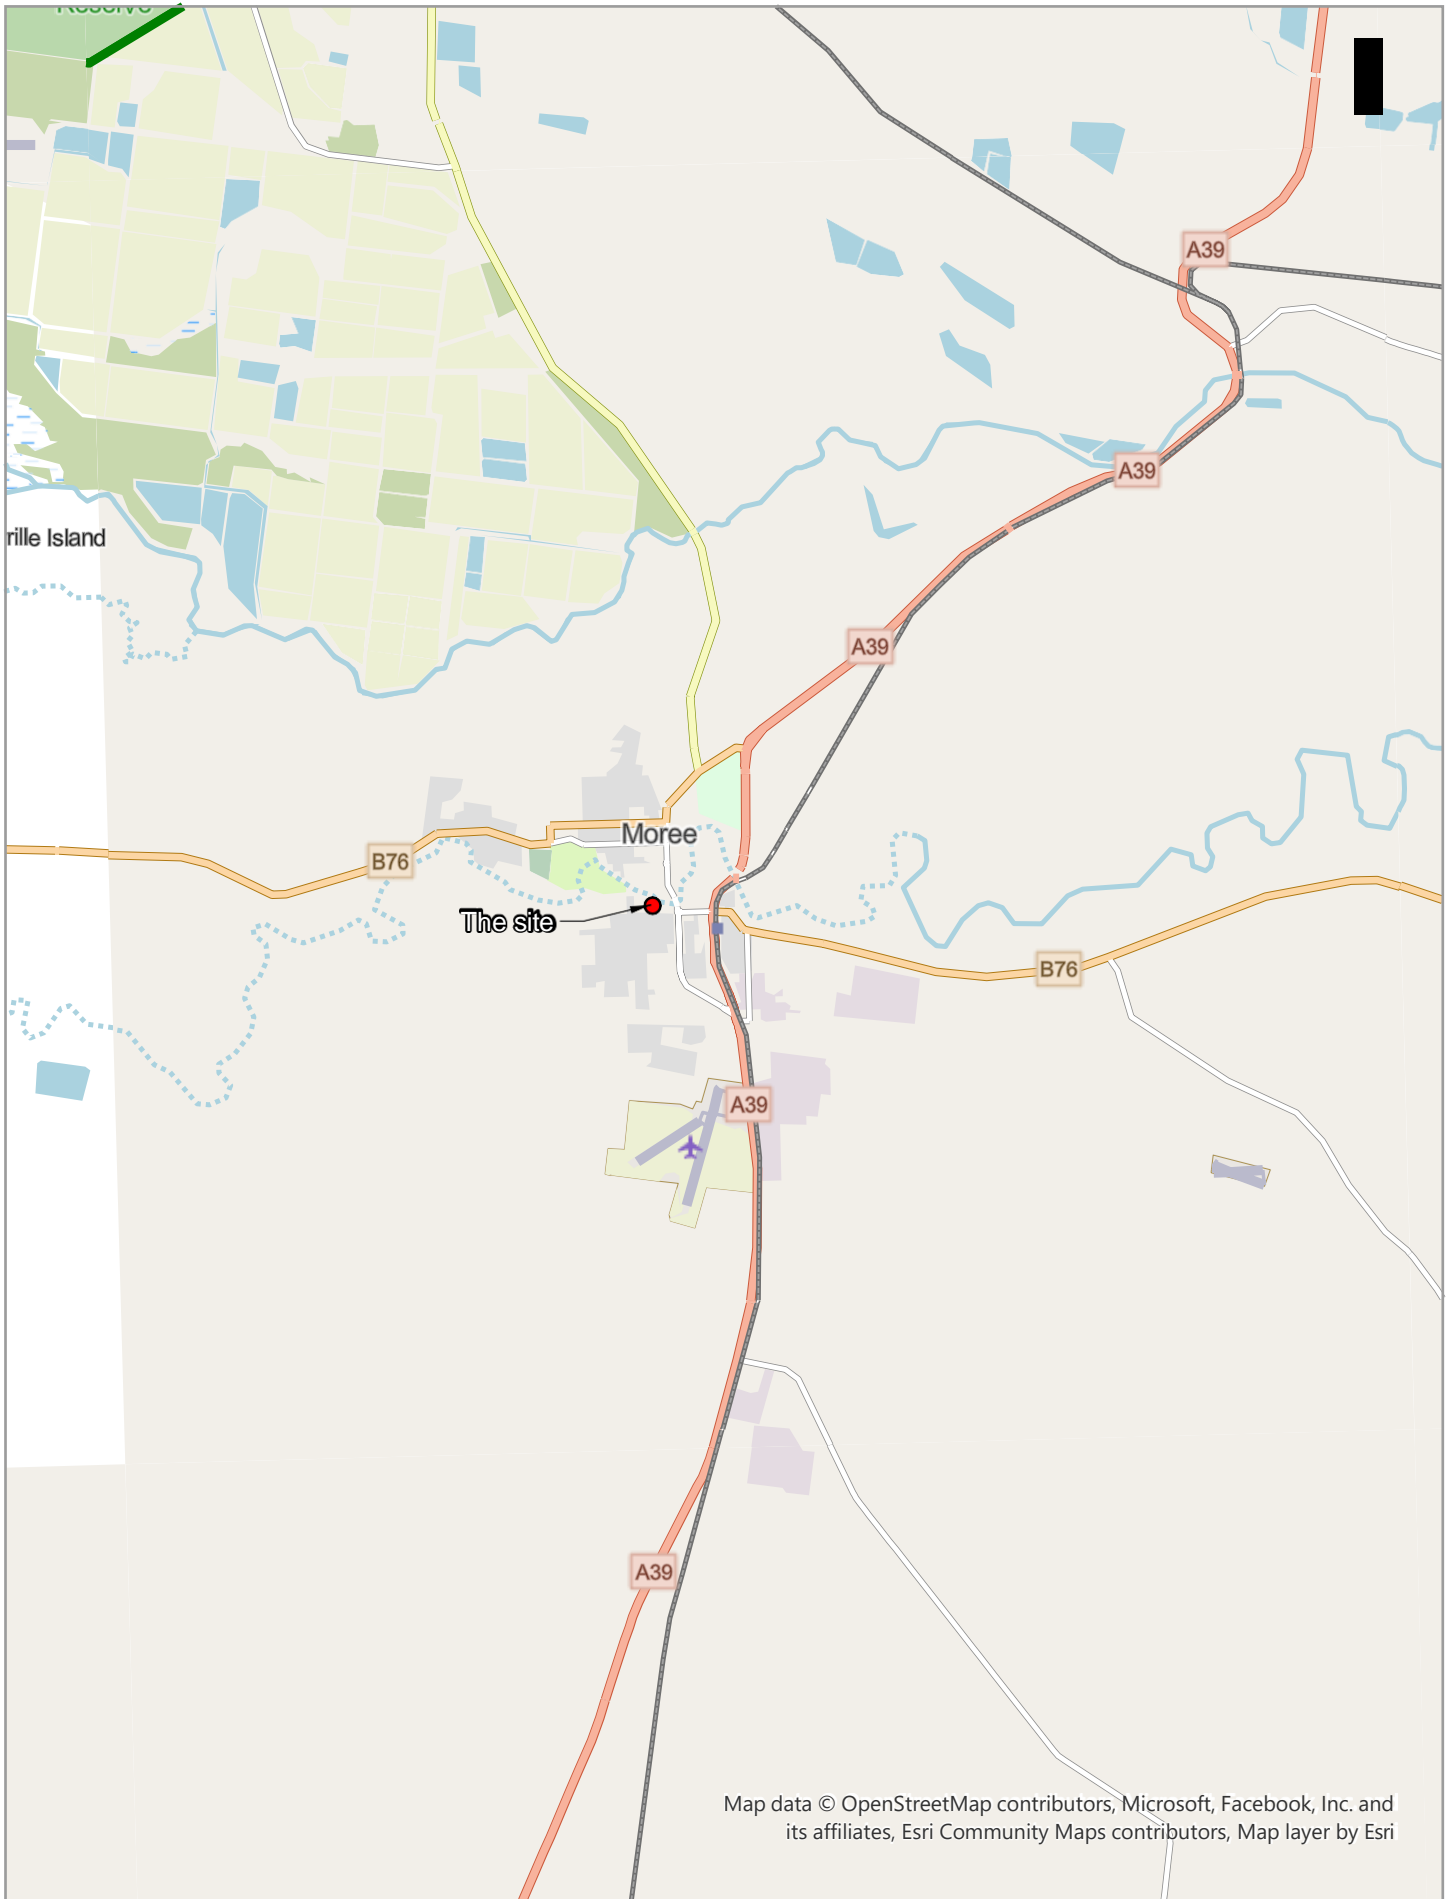 Reserve
A39
A39
rille Island
A39
Moree
B76
The site
B76
A39
A39
Map data © OpenStreetMap contributors, Microsoft, Facebook, Inc. and
its affiliates, Esri Community Maps contributors, Map layer by Esri